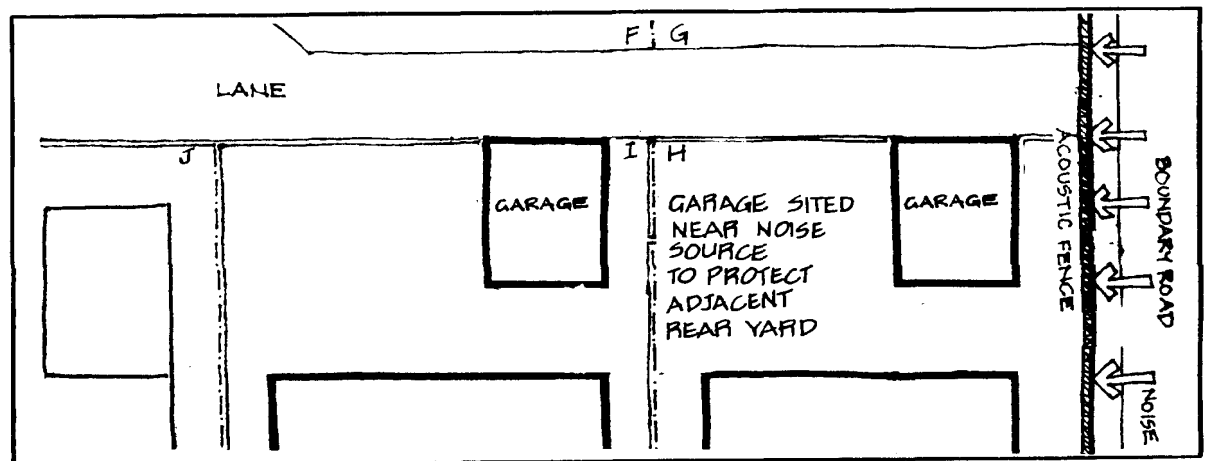 F G
LANE
J
I H
GARAGE
GARAGE SITED
NEAR NOISE
SOURCE
TO PROTECT
ADJACENT
REAR YARD
GARAGE
ACOUSTIC FENCE
BOUNDARY ROAD
NOISE